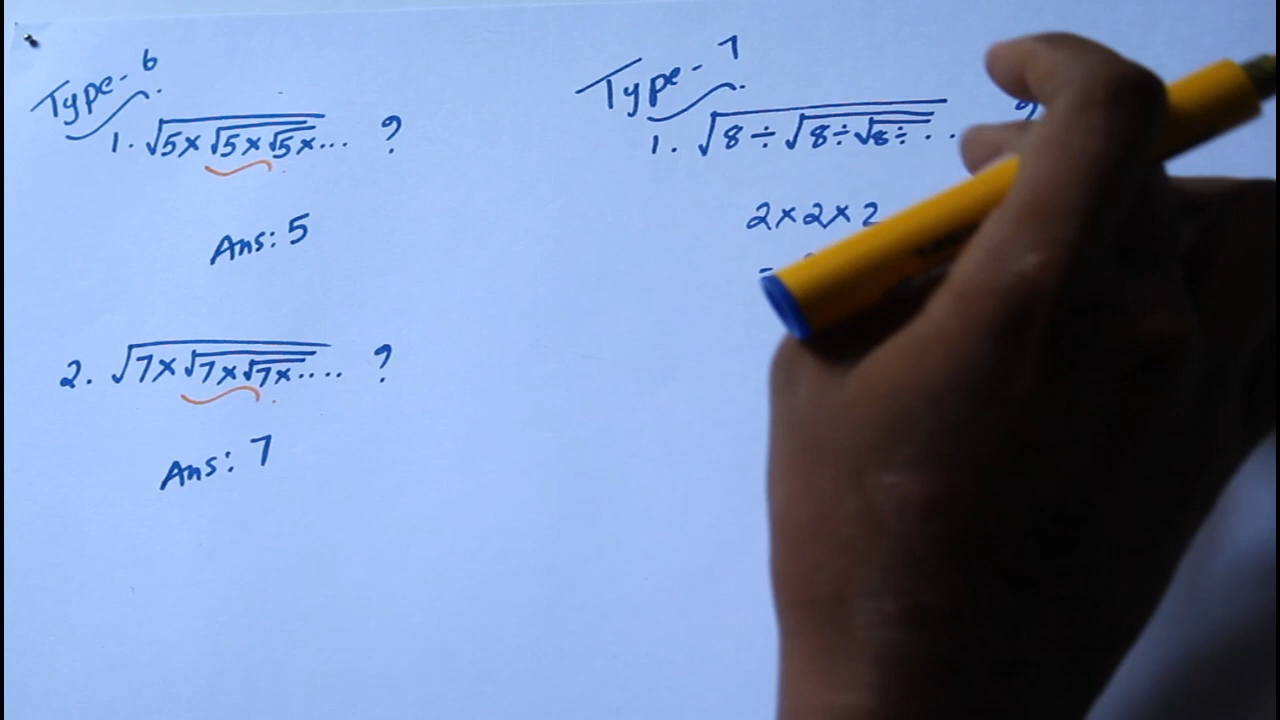 Type-6
1. √5×√5×√5×... ?
Ans: 5
2. √7×√7×√7×.... ?
Ans: 7
Type-7
1. √8÷√8÷√8÷... ?
2×2×2
=